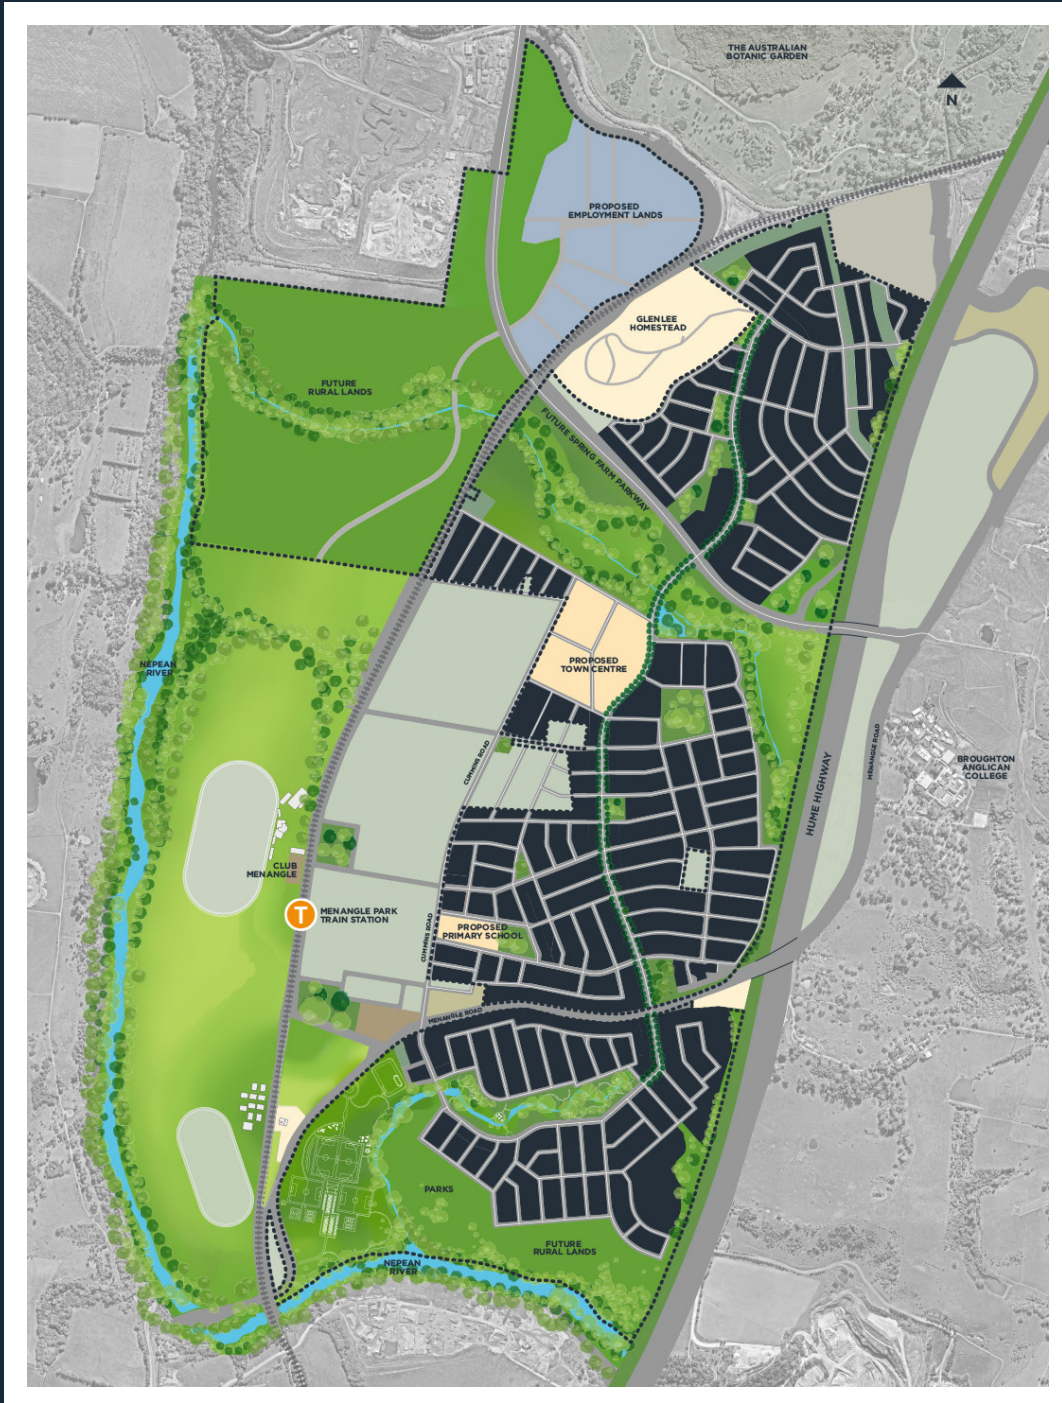 THE AUSTRALIAN
BOTANIC GARDEN
N
PROPOSED
EMPLOYMENT LANDS
GLENLEE
HOMESTEAD
FUTURE
RURAL LANDS
FUTURE SPRING FARM PARKWAY
NEPEAN
RIVER
PROPOSED
TOWN CENTRE
CUMMINS ROAD
HUME HIGHWAY
MENANGLE ROAD
BROUGHTON
ANGLICAN
COLLEGE
CLUB
MENANGLE
T
MENANGLE PARK
TRAIN STATION
CUMMINS ROAD
PROPOSED
PRIMARY SCHOOL
MENANGLE ROAD
PARKS
FUTURE
RURAL LANDS
NEPEAN
RIVER